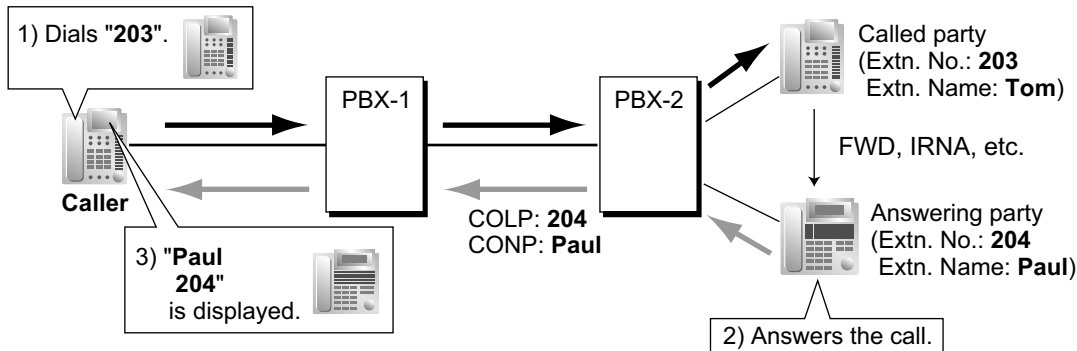 1) Dials "203".
PBX-1
PBX-2
Called party
(Extn. No.: 203
Extn. Name: Tom)
FWD, IRNA, etc.
Caller
COLP: 204
CONP: Paul
Answering party
(Extn. No.: 204
Extn. Name: Paul)
3) "Paul
204"
is displayed.
2) Answers the call.